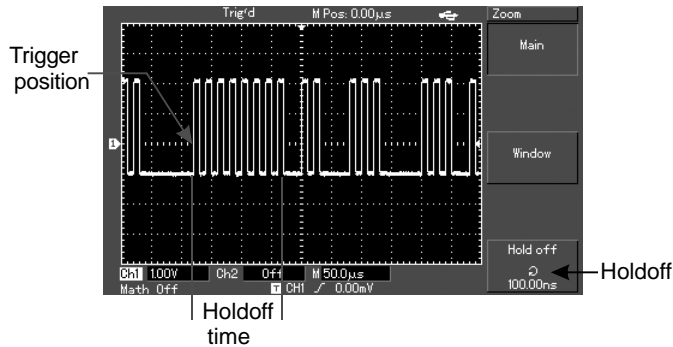 Trig'd M Pos: 0.00μs Zoom
Main
Trigger
position
1
Window
Hold off
100.00ns
Holdoff
Ch1 1.00V Ch2 Off M 50.0μs
Math Off T CH1 0.00mV
Holdoff
time